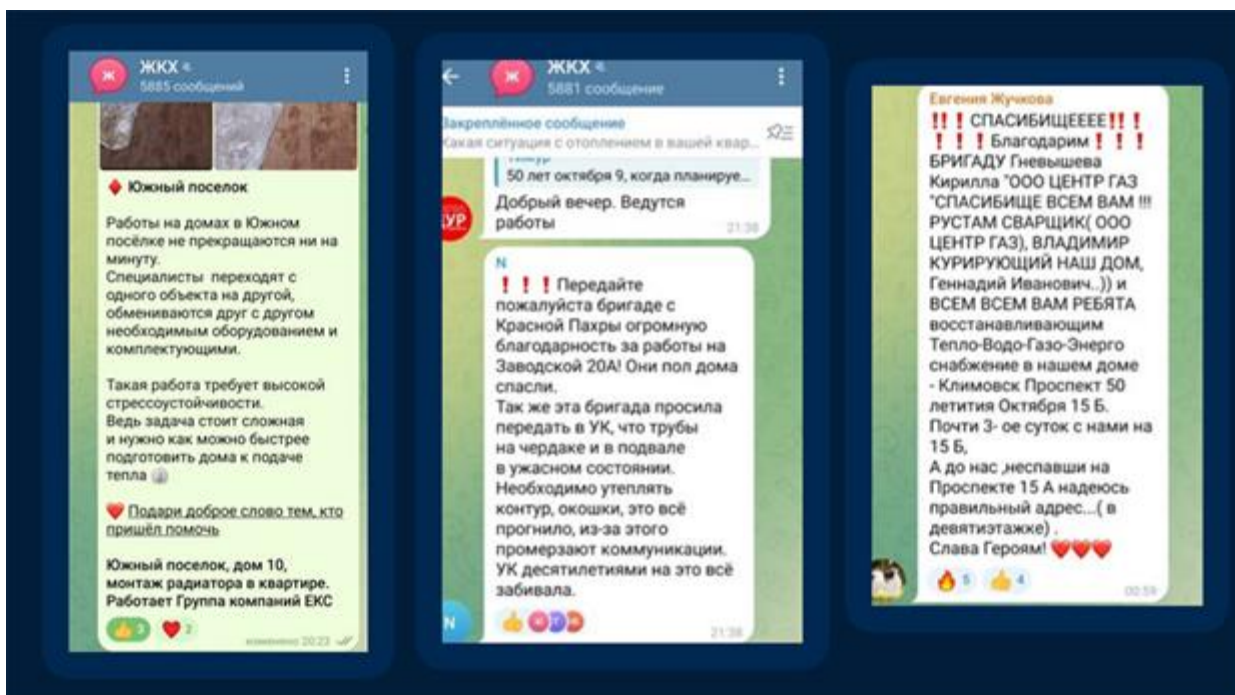 ЖКХ
5885 сообщений
Южный поселок
Работы на домах в Южном
посёлке не прекращаются ни на
минуту.
Специалисты переходят с
одного объекта на другой,
обмениваются друг с другом
необходимым оборудованием и
комплектующими.
Такая работа требует высокой
стрессоустойчивости.
Ведь задача стоит сложная
и нужно как можно быстрее
подготовить дома к подаче
тепла
Подари доброе слово тем, кто
пришёл помочь
Южный поселок, дом 10,
монтаж радиатора в квартире.
Работает Группа компаний ЕКС
3 2
изменено 20:23
ЖКХ
5881 сообщение
Закреплённое сообщение
Какая ситуация с отоплением в вашей квар...
50 лет октября 9, когда планируе...
Добрый вечер. Ведутся
работы
21:38
N
❗❗❗Передайте
пожалуйста бригаде с
Красной Пахры огромную
благодарность за работы на
Заводской 20А! Они пол дома
спасли.
Так же эта бригада просила
передать в УК, что трубы
на чердаке и в подвале
в ужасном состоянии.
Необходимо утеплять
контур, окошки, это всё
прогнило, из-за этого
промерзают коммуникации.
УК десятилетиями на это всё
забивала.
N
21:38
Евгения Жучкова
‼❗СПАСИБИЩЕЕЕЕ‼❗
❗❗❗Благодарим❗❗❗
БРИГАДУ Гневышева
Кирилла "ООО ЦЕНТР ГАЗ
"СПАСИБИЩЕ ВСЕМ ВАМ !!!
РУСТАМ СВАРЩИК( ООО
ЦЕНТР ГАЗ), ВЛАДИМИР
КУРИРУЮЩИЙ НАШ ДОМ,
Геннадий Иванович..)) и
ВСЕМ ВСЕМ ВАМ РЕБЯТА
восстанавливающим
Тепло-Водо-Газо-Энерго
снабжение в нашем доме
- Климовск Проспект 50
летития Октября 15 Б.
Почти 3- ое суток с нами на
15 Б,
А до нас ,неспавши на
Проспекте 15 А надеюсь
правильный адрес...( в
девятиэтажке) .
Слава Героям! ❤❤❤
5 4
00:59